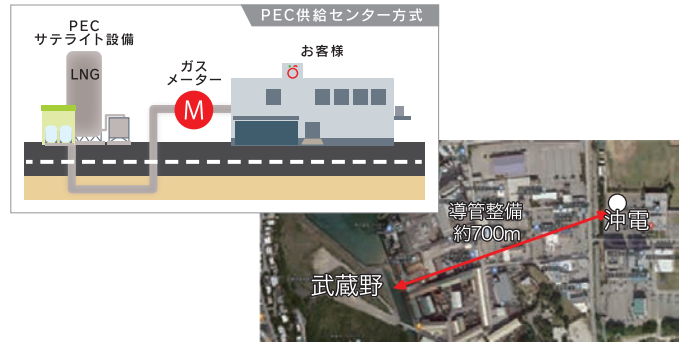 PEC供給センター方式
PEC
サテライト設備
LNG
ガス
メーター
M
お客様
導管整備
約700m
沖電
武蔵野